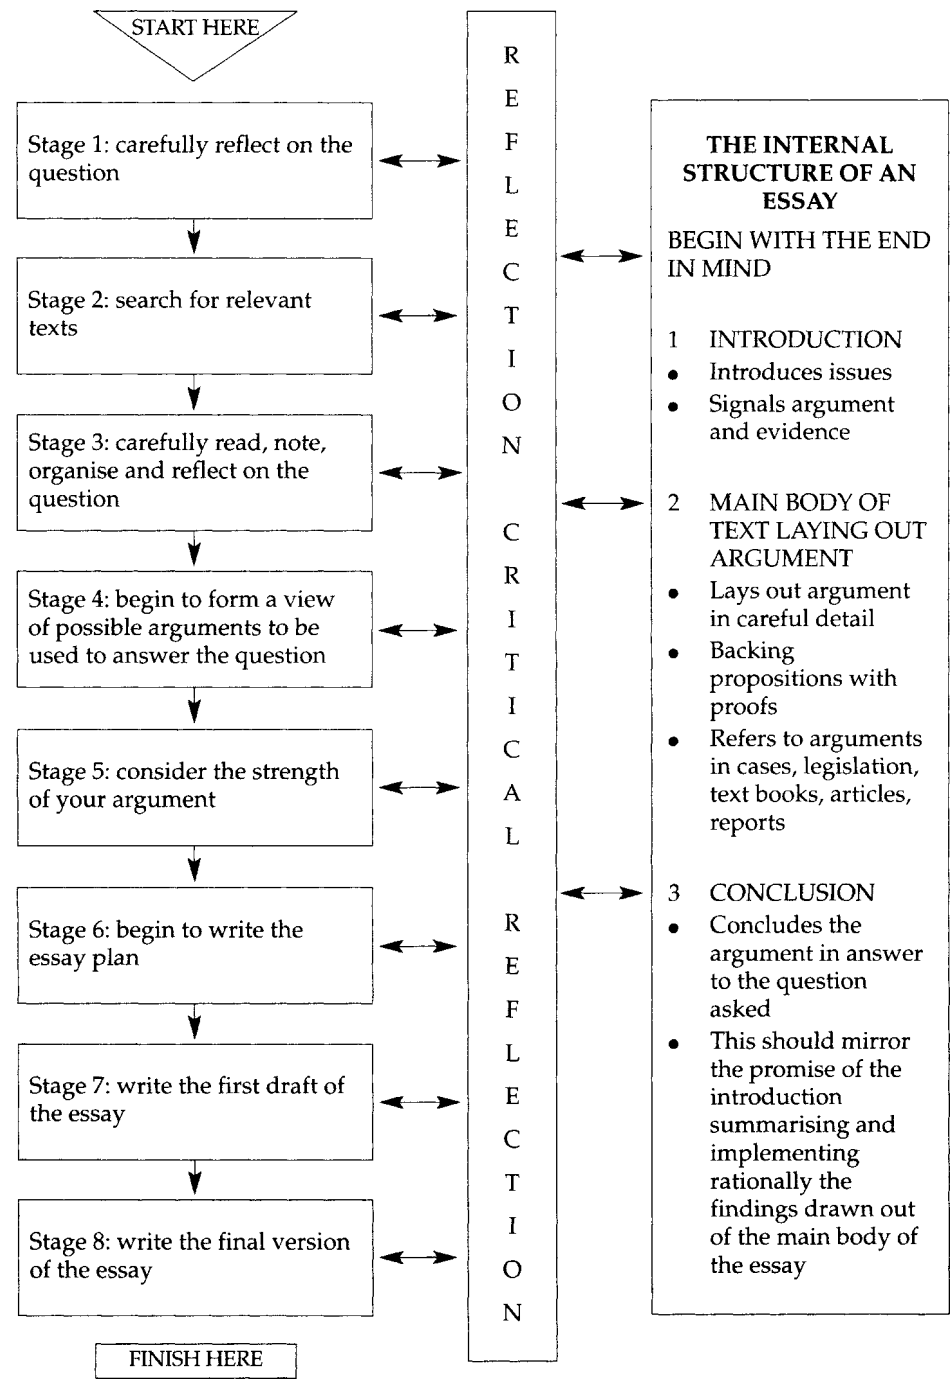 START HERE
Stage 1: carefully reflect on the
question
Stage 2: search for relevant
texts
Stage 3: carefully read, note,
organise and reflect on the
question
Stage 4: begin to form a view
of possible arguments to be
used to answer the question
Stage 5: consider the strength
of your argument
Stage 6: begin to write the
essay plan
Stage 7: write the first draft of
the essay
Stage 8: write the final version
of the essay
FINISH HERE
REFLECTION CRITICAL REFLECTION
THE INTERNAL
STRUCTURE OF AN
ESSAY
BEGIN WITH THE END
IN MIND
1 INTRODUCTION
• Introduces issues
• Signals argument
and evidence
2 MAIN BODY OF
TEXT LAYING OUT
ARGUMENT
• Lays out argument
in careful detail
• Backing
propositions with
proofs
• Refers to arguments
in cases, legislation,
text books, articles,
reports
3 CONCLUSION
• Concludes the
argument in answer
to the question
asked
• This should mirror
the promise of the
introduction
summarising and
implementing
rationally the
findings drawn out
of the main body of
the essay